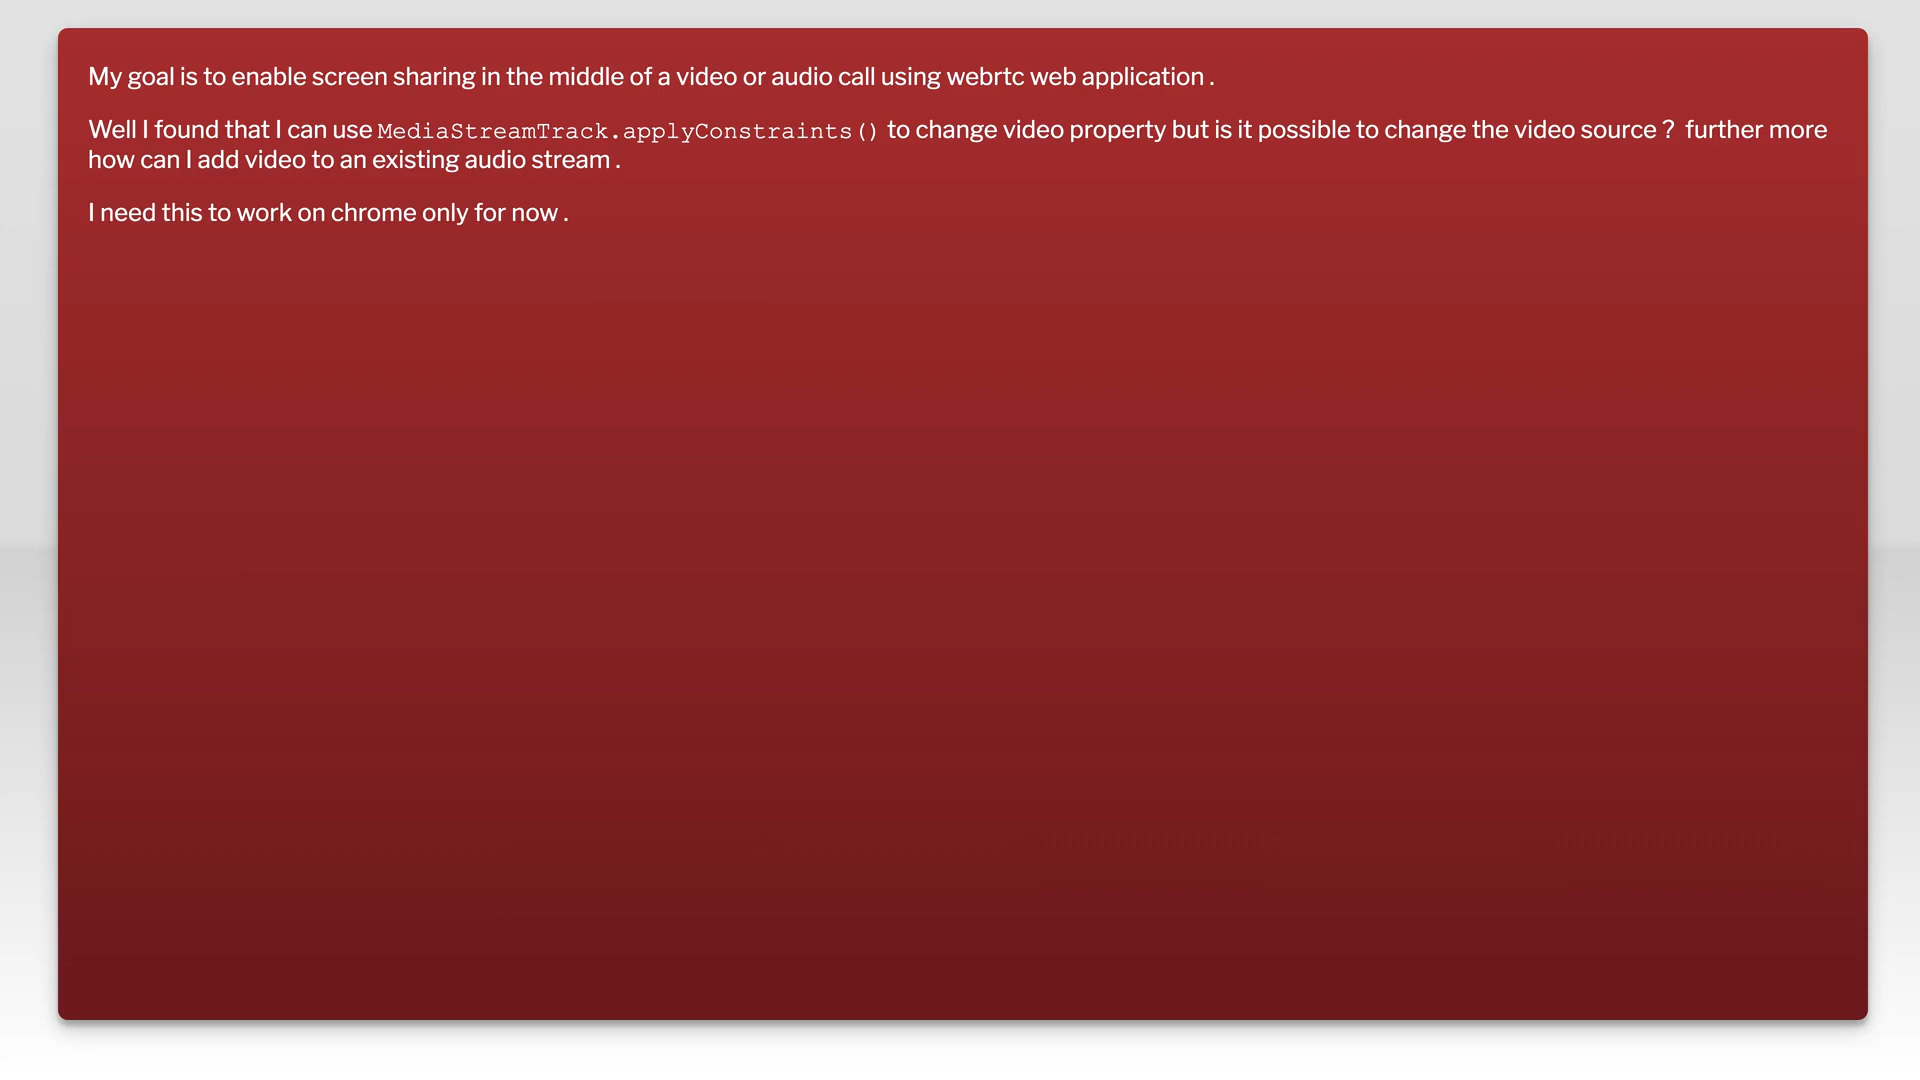 My goal is to enable screen sharing in the middle of a video or audio call using webrtc web application .
Well I found that I can use MediaStreamTrack.applyConstraints() to change video property but is it possible to change the video source ? further more
how can I add video to an existing audio stream .
I need this to work on chrome only for now .